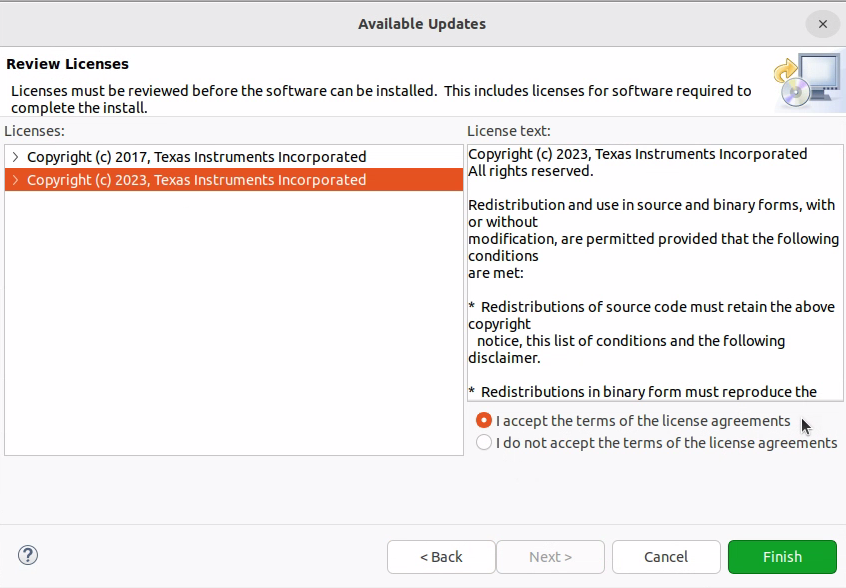 Available Updates
Review Licenses
Licenses must be reviewed before the software can be installed. This includes licenses for software required to
complete the install.
Licenses:
License text:
Copyright (c) 2017, Texas Instruments Incorporated
Copyright (c) 2023, Texas Instruments Incorporated
Copyright (c) 2023, Texas Instruments Incorporated
All rights reserved.
Redistribution and use in source and binary forms, with
or without
modification, are permitted provided that the following
conditions
are met:
* Redistributions of source code must retain the above
copyright
notice, this list of conditions and the following
disclaimer.
* Redistributions in binary form must reproduce the
I accept the terms of the license agreements
I do not accept the terms of the license agreements
?
< Back
Next >
Cancel
Finish